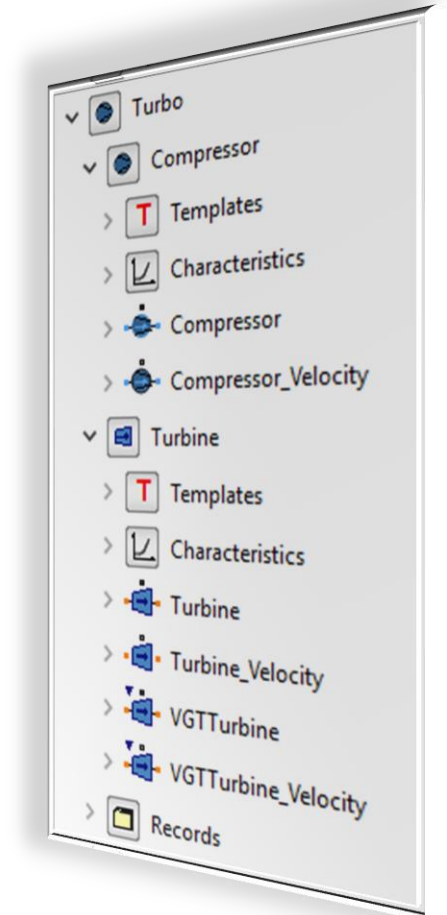 Turbo
Compressor
T Templates
Characteristics
Compressor
Compressor_Velocity
Turbine
T Templates
Characteristics
Turbine
Turbine_Velocity
VGTTurbine
VGTTurbine_Velocity
Records